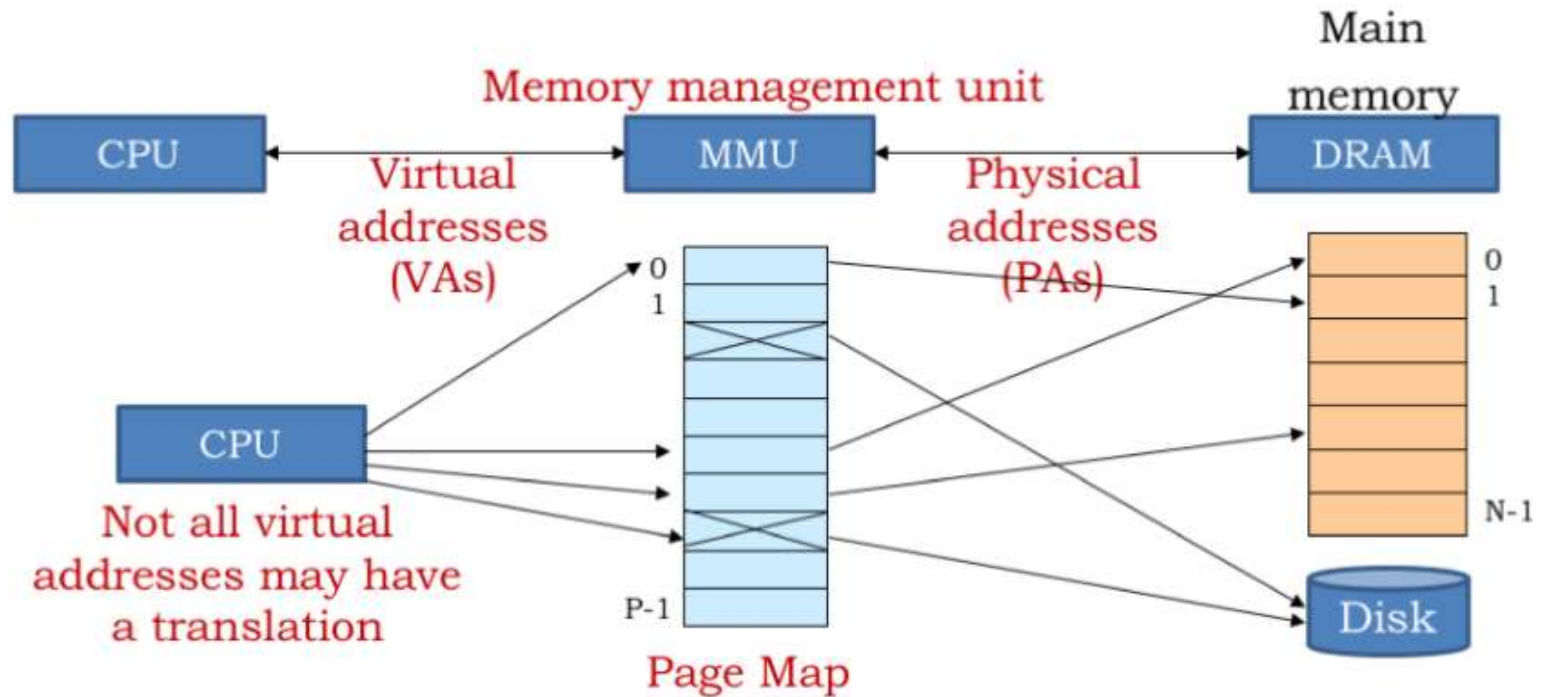 Main
memory
Memory management unit
CPU
MMU
DRAM
Virtual
addresses
(VAs)
Physical
addresses
(PAs)
0
1
P-1
0
1
N-1
CPU
Not all virtual
addresses may have
a translation
Page Map
Disk